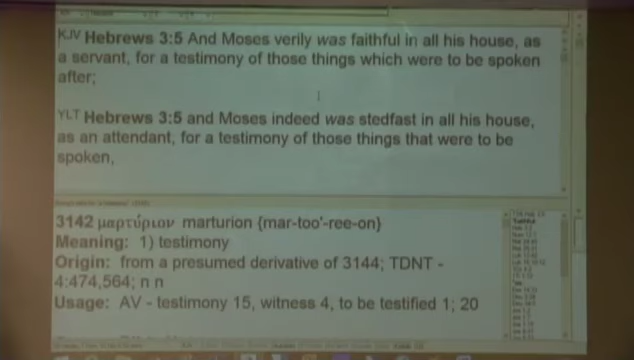 KJV Hebrews 3:5 And Moses verily was faithful in all his house, as
a servant, for a testimony of those things which were to be spoken
after;
YLT Hebrews 3:5 and Moses indeed was stedfast in all his house,
as an attendant, for a testimony of those things that were to be
spoken,
3142 μαρτύριον marturion {mar-too'-ree-on}
Meaning: 1) testimony
Origin: from a presumed derivative of 3144; TDNT -
4:474,564; n n
Usage: AV - testimony 15, witness 4, to be testified 1; 20